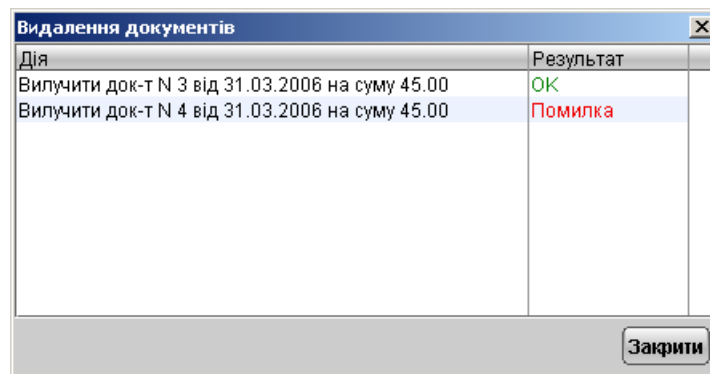 Видалення документів
Дія Результат
Вилучити док-т N 3 від 31.03.2006 на суму 45.00 OK
Вилучити док-т N 4 від 31.03.2006 на суму 45.00 Помилка
Закрити